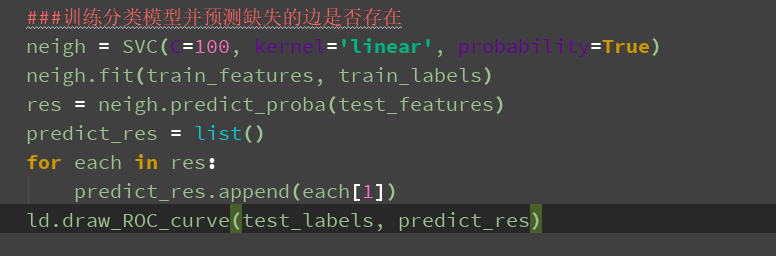 ###训练分类模型并预测缺失的边是否存在
neigh = SVC(C=100, kernel='linear', probability=True)
neigh.fit(train_features, train_labels)
res = neigh.predict_proba(test_features)
predict_res = list()
for each in res:
    predict_res.append(each[1])
ld.draw_ROC_curve(test_labels, predict_res)